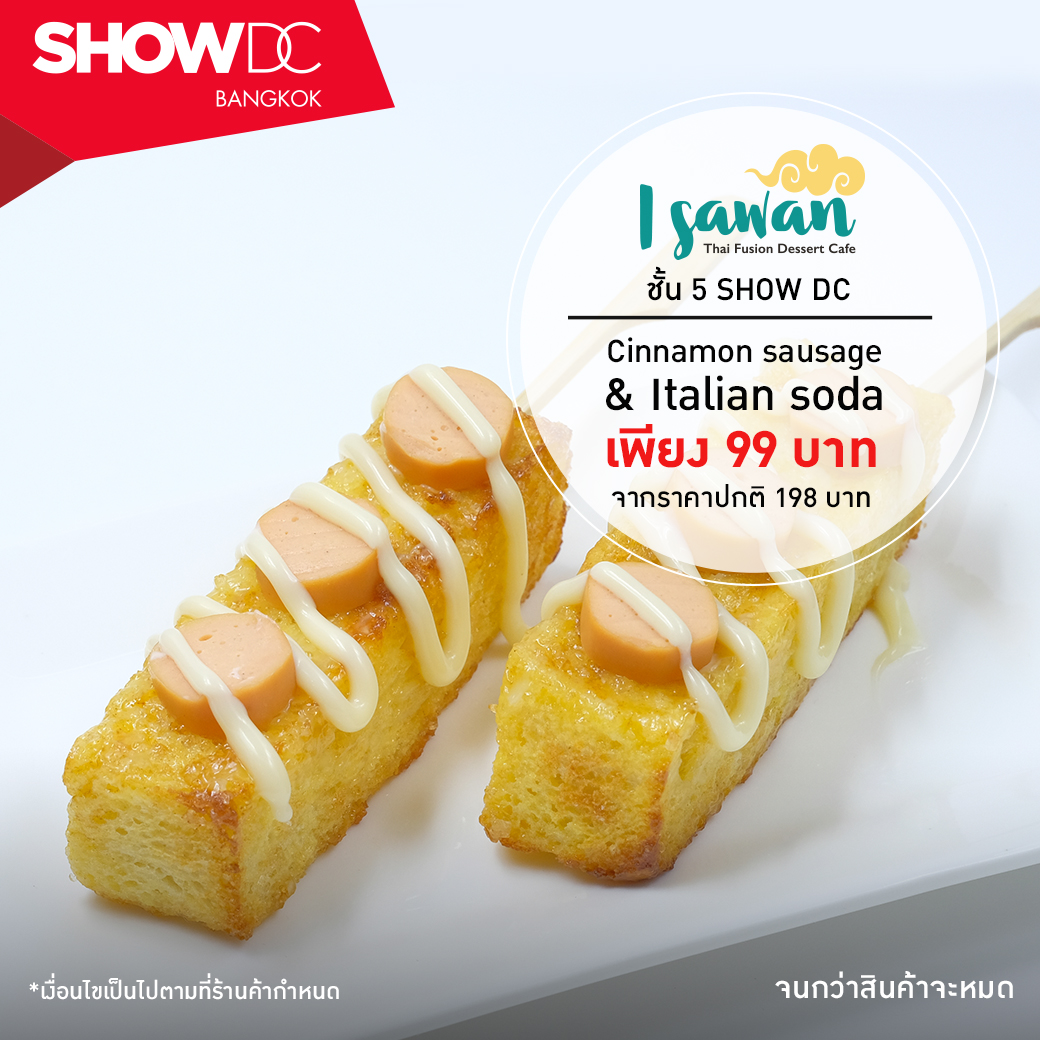 SHOWDC
BANGKOK
I sawan
Thai Fusion Dessert Cafe
ชั้น 5 SHOW DC
Cinnamon sausage
& Italian soda
เพียง 99 บาท
จากราคาปกติ 198 บาท
*เงื่อนไขเป็นไปตามที่ร้านค้ากำหนด
จนกว่าสินค้าจะหมด